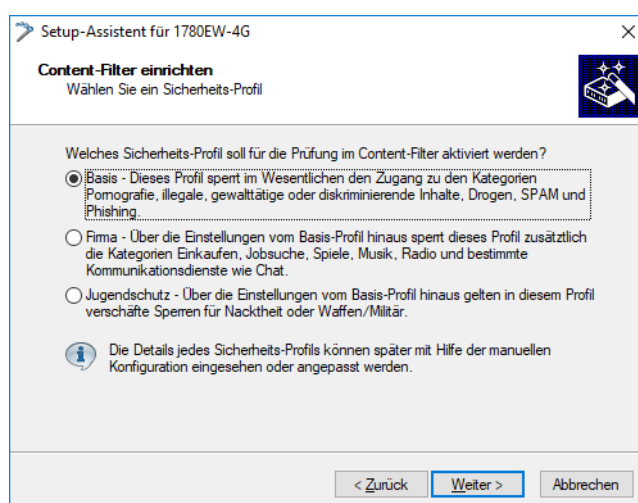 Setup-Assistent für 1780EW-4G
Content-Filter einrichten
Wählen Sie ein Sicherheits-Profil
Welches Sicherheits-Profil soll für die Prüfung im Content-Filter aktiviert werden?
Basis - Dieses Profil sperrt im Wesentlichen den Zugang zu den Kategorien
Pornografie, illegale, gewalttätige oder diskriminierende Inhalte, Drogen, SPAM und
Phishing.
Firma - Über die Einstellungen vom Basis-Profil hinaus sperrt dieses Profil zusätzlich
die Kategorien Einkaufen, Jobsuche, Spiele, Musik, Radio und bestimmte
Kommunikationsdienste wie Chat.
Jugendschutz - Über die Einstellungen vom Basis-Profil hinaus gelten in diesem Profil
verschäfte Sperren für Nacktheit oder Waffen/Militär.
Die Details jedes Sicherheits-Profils können später mit Hilfe der manuellen
Konfiguration eingesehen oder angepasst werden.
< Zurück Weiter > Abbrechen